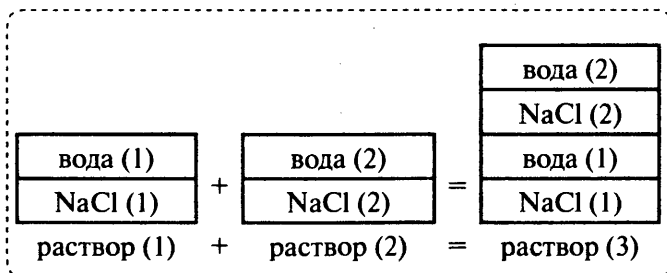 вода (2)
NaCl (2)
вода (1) вода (2) вода (1)
NaCl (1) + NaCl (2) = NaCl (1)
раствор (1) + раствор (2) = раствор (3)